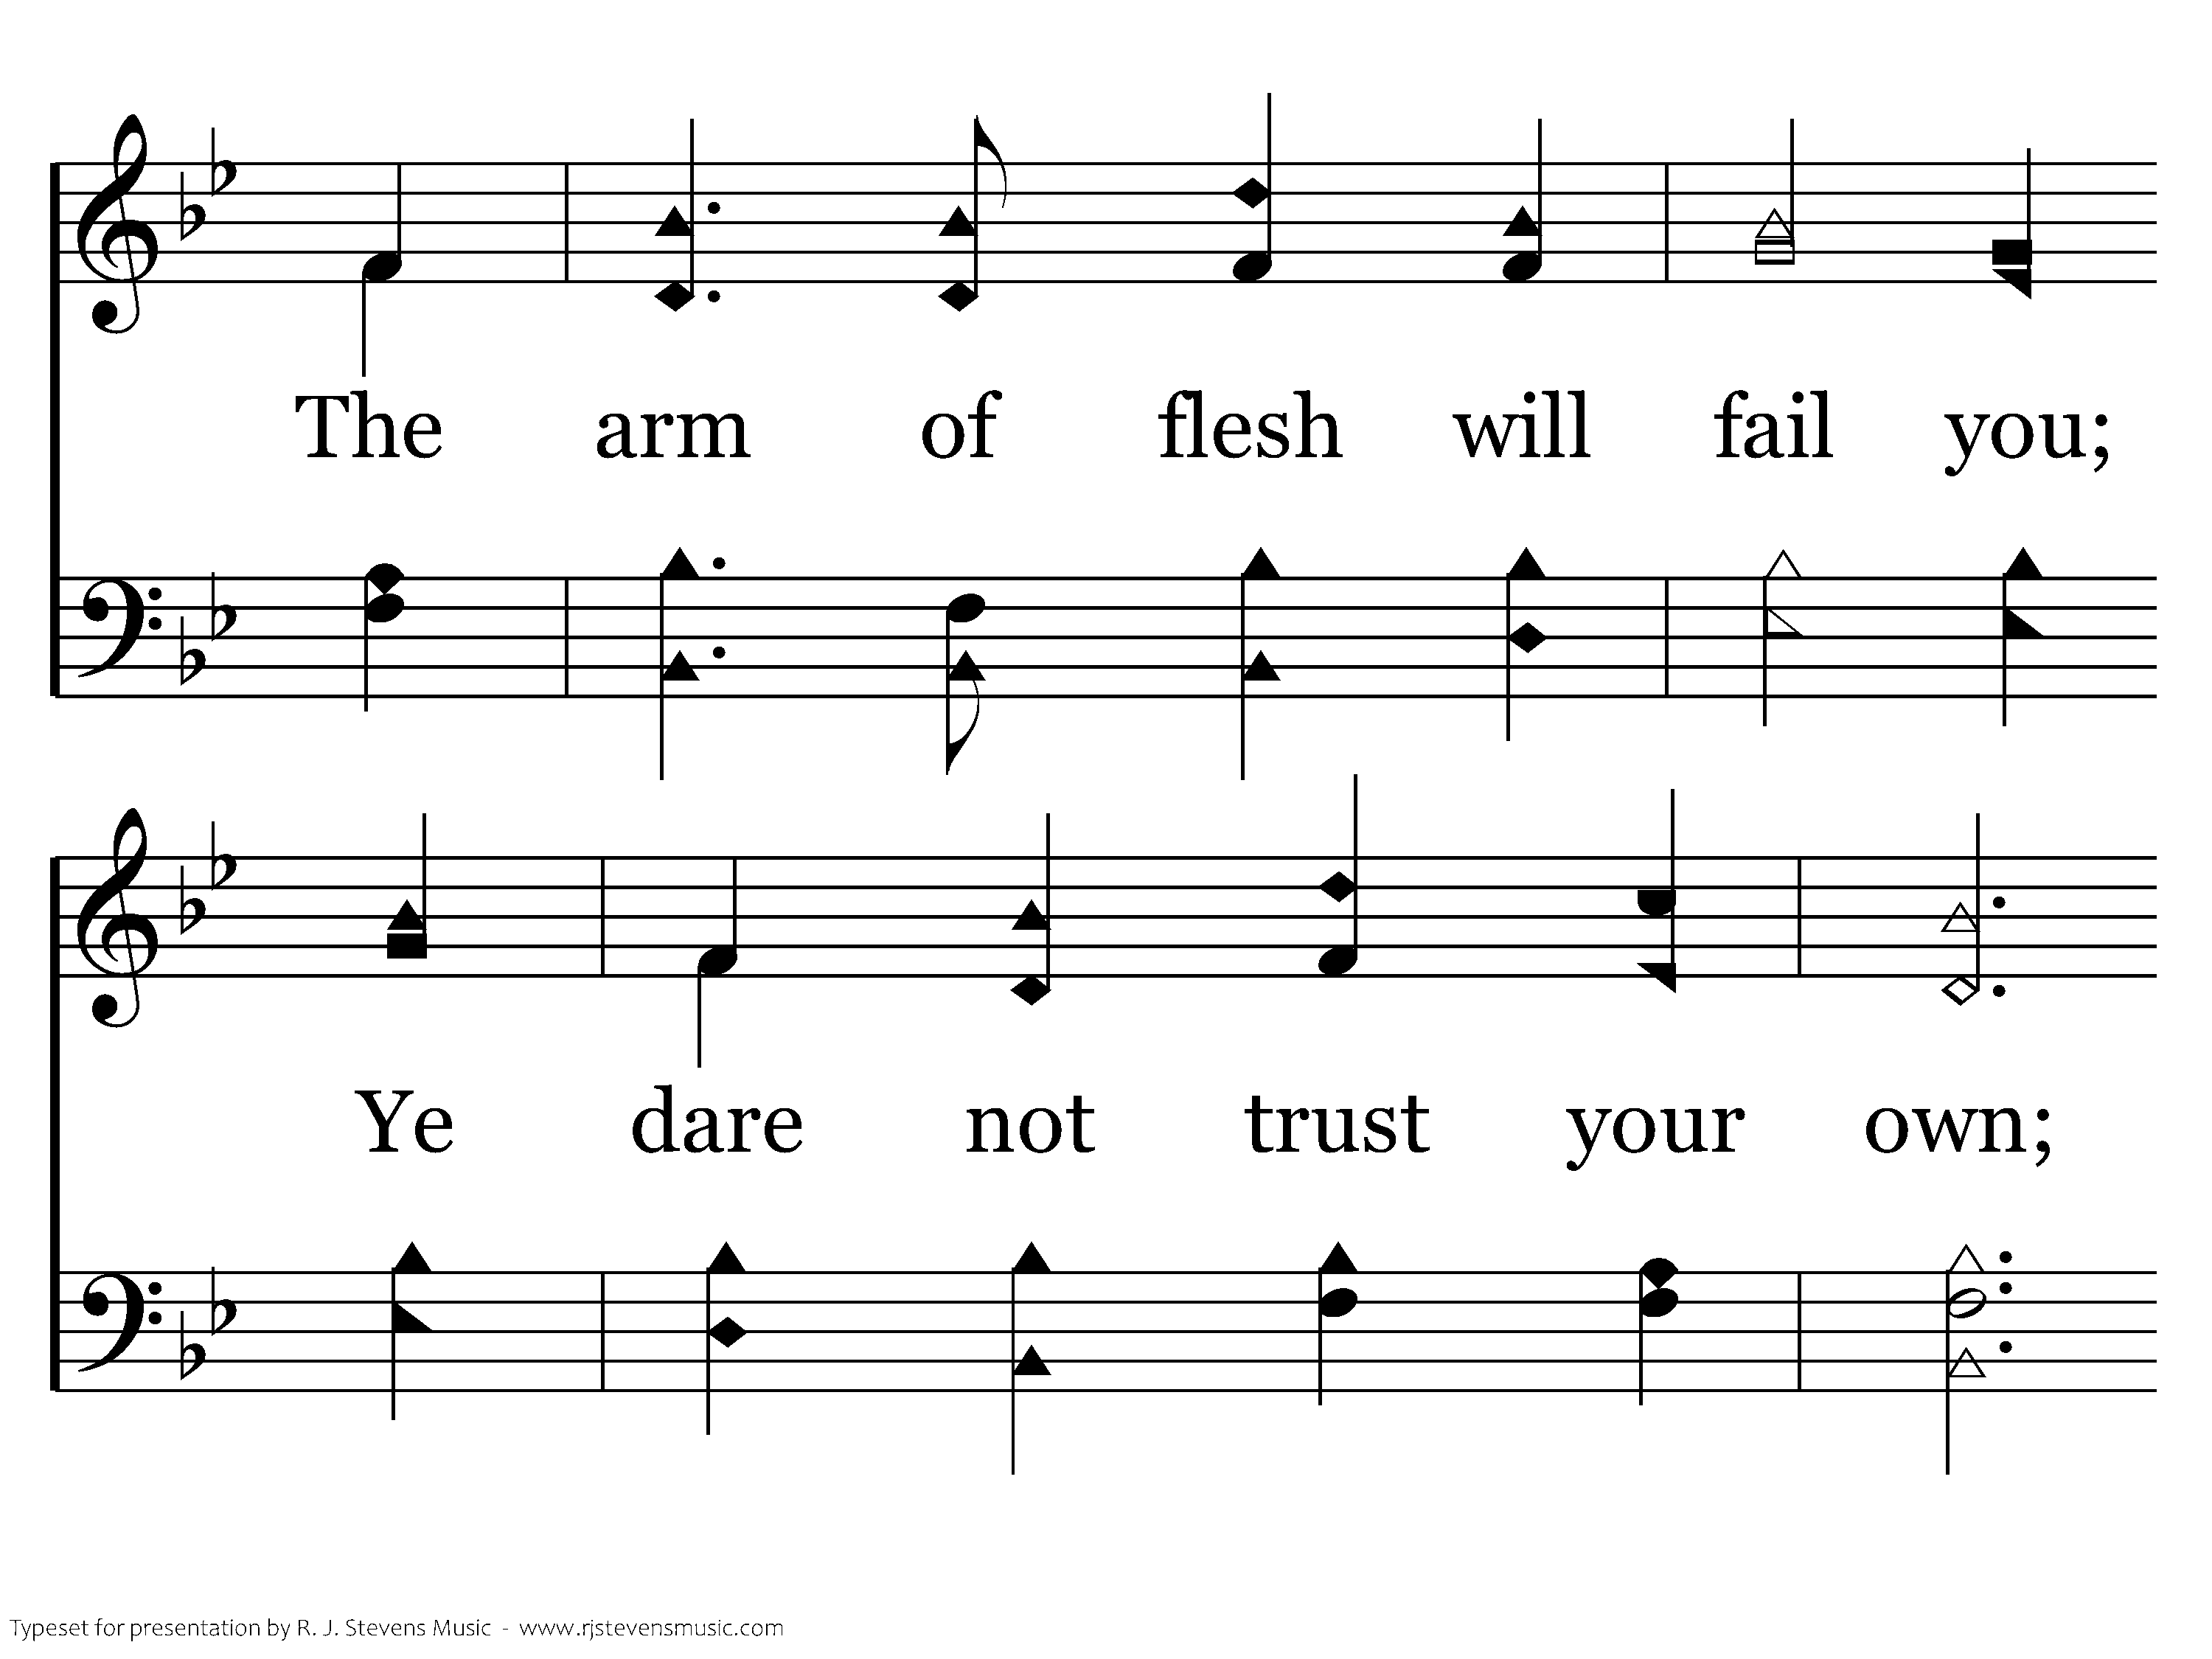 The arm of flesh will fail you;
Ye dare not trust your own;
Typeset for presentation by R. J. Stevens Music - www.rjstevensmusic.com